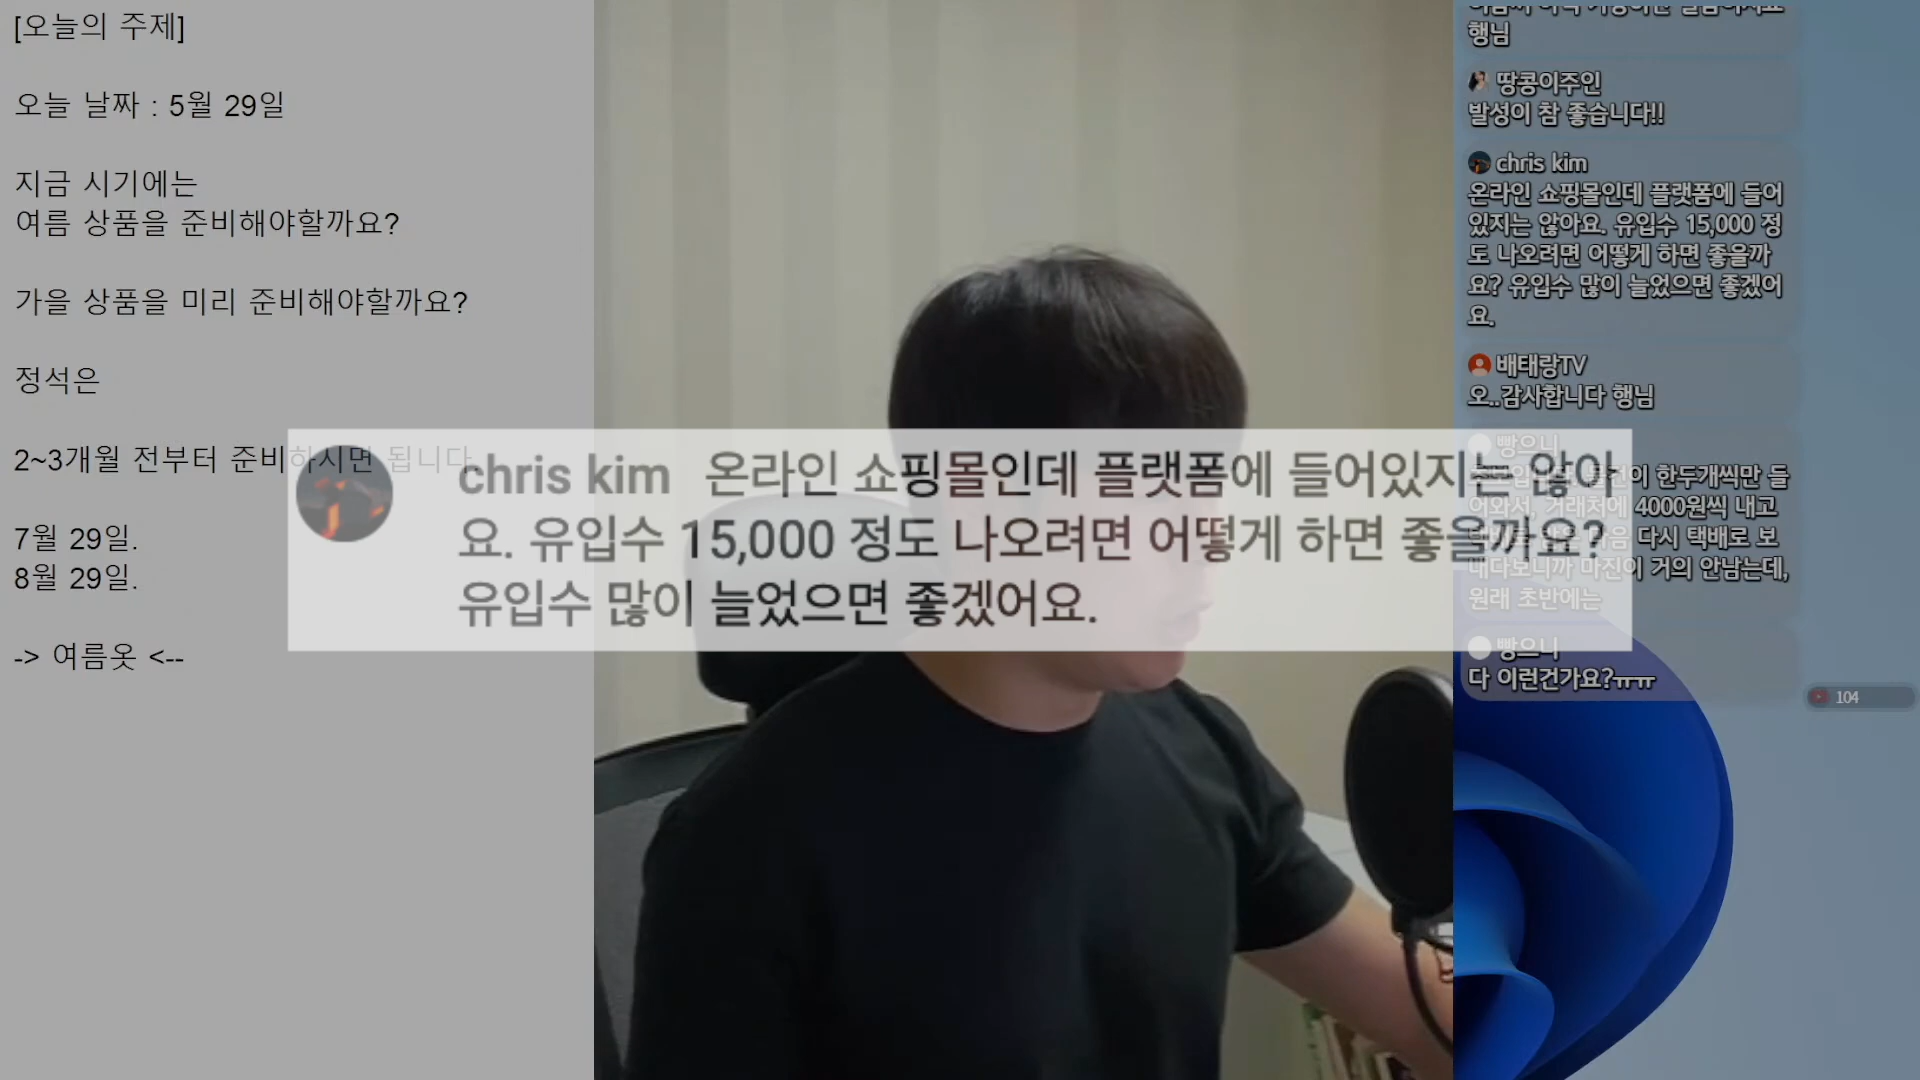 [오늘의 주제]
오늘 날짜 : 5월 29일
지금 시기에는
여름 상품을 준비해야할까요?
가을 상품을 미리 준비해야할까요?
정석은
2~3개월 전부터 준비하시면 됩니다
7월 29일.
8월 29일.
-> 여름옷 <--
chris kim 온라인 쇼핑몰인데 플랫폼에 들어있지는 않아
요. 유입수 15,000 정도 나오려면 어떻게 하면 좋을까요?
유입수 많이 늘었으면 좋겠어요.
행님
땅콩이주인
발성이 참 좋습니다!!
chris kim
온라인 쇼핑몰인데 플랫폼에 들어
있지는 않아요. 유입수 15,000 정
도 나오려면 어떻게 하면 좋을까
요? 유입수 많이 늘었으면 좋겠어
요.
배태랑TV
오..감사합니다 행님
빵으니
물건이 한두개씩만 들
어와서, 거래처에 4000원씩 내고
다시 택배로 보
내다보니까 마진이 거의 안남는데,
원래 초반에는
빵으니
다 이런건가요?ㅠㅠ
104